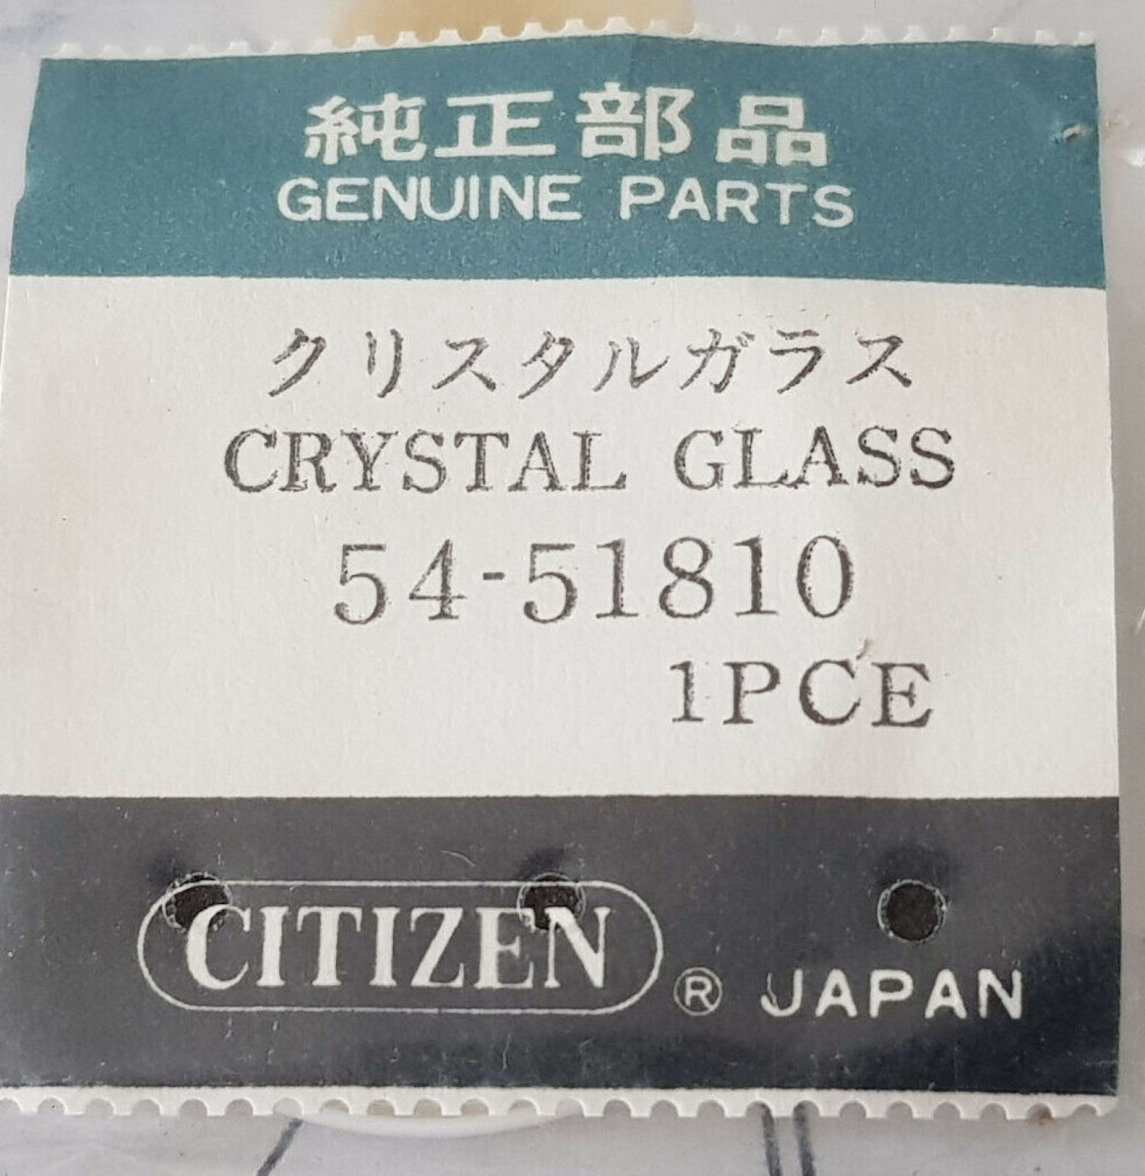 純正部品
GENUINE PARTS
クリスタルガラス
CRYSTAL GLASS
54-51810
1PCE
CITIZEN® JAPAN